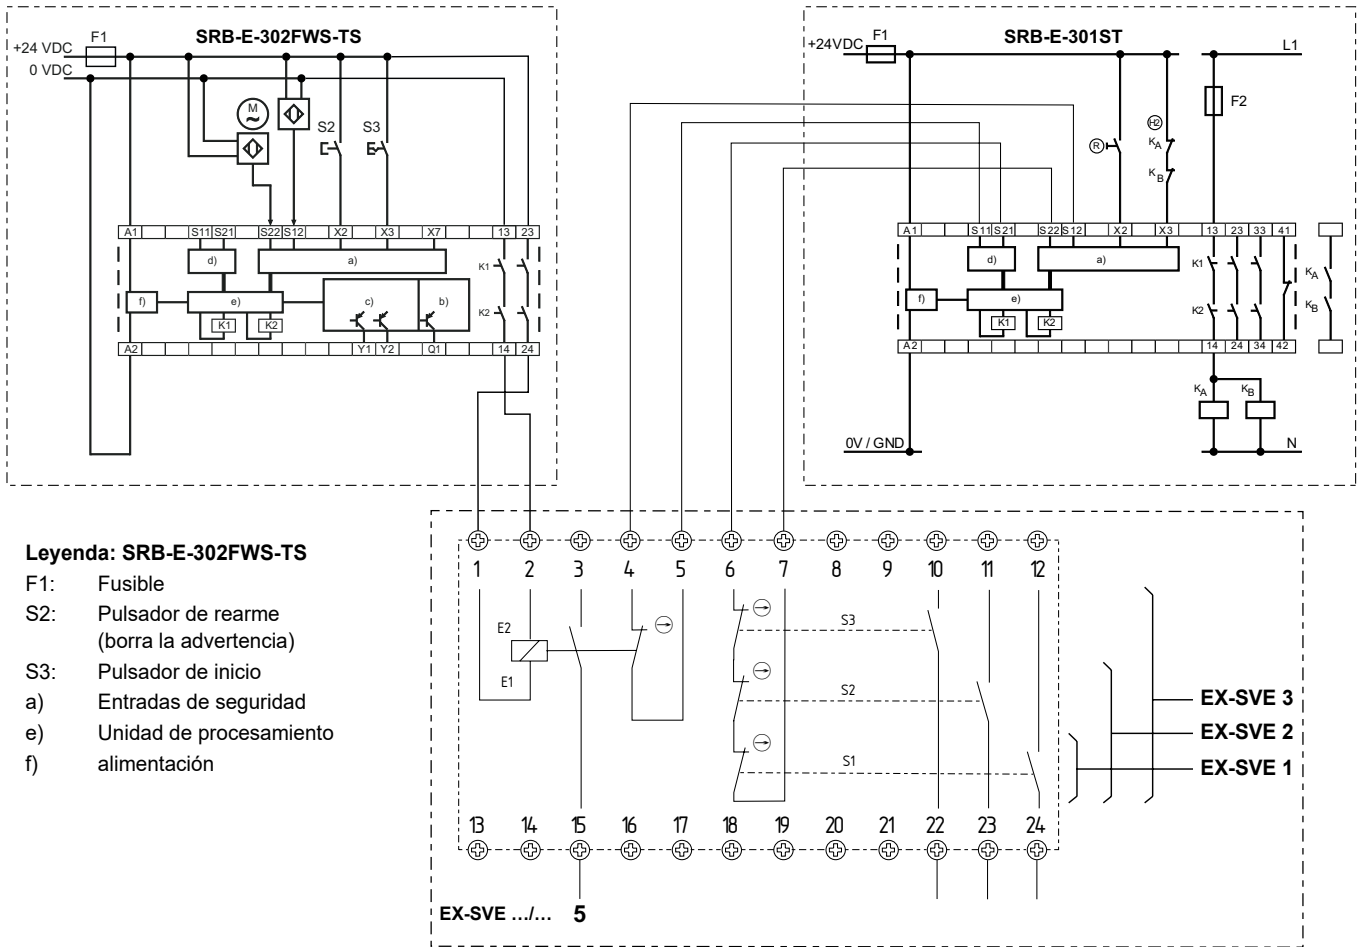 SRB-E-302FWS-TS
F1
+24 VDC
0 VDC
M
S2
S3
A1 S11 S21 S22 S12 X2 X3 X7 13 23
d)
a)
K1
f)
e)
c)
b)
K2
K1 K2
A2 Y1 Y2 Q1 14 24
SRB-E-301ST
F1
+24VDC
L1
F2
R
H2
KA
KB
A1 S11 S21 S22 S12 X2 X3 13 23 33 41
d)
a)
K1
KA
f)
e)
K2
KB
K1 K2
A2 14 24 34 42
KA KB
0V / GND
N
Leyenda: SRB-E-302FWS-TS
F1: Fusible
S2: Pulsador de rearme
(borra la advertencia)
S3: Pulsador de inicio
a) Entradas de seguridad
e) Unidad de procesamiento
f) alimentación
1 2 3 4 5 6 7 8 9 10 11 12
E2
E1
S3
S2
S1
EX-SVE 3
EX-SVE 2
EX-SVE 1
13 14 15 16 17 18 19 20 21 22 23 24
EX-SVE .../... 5